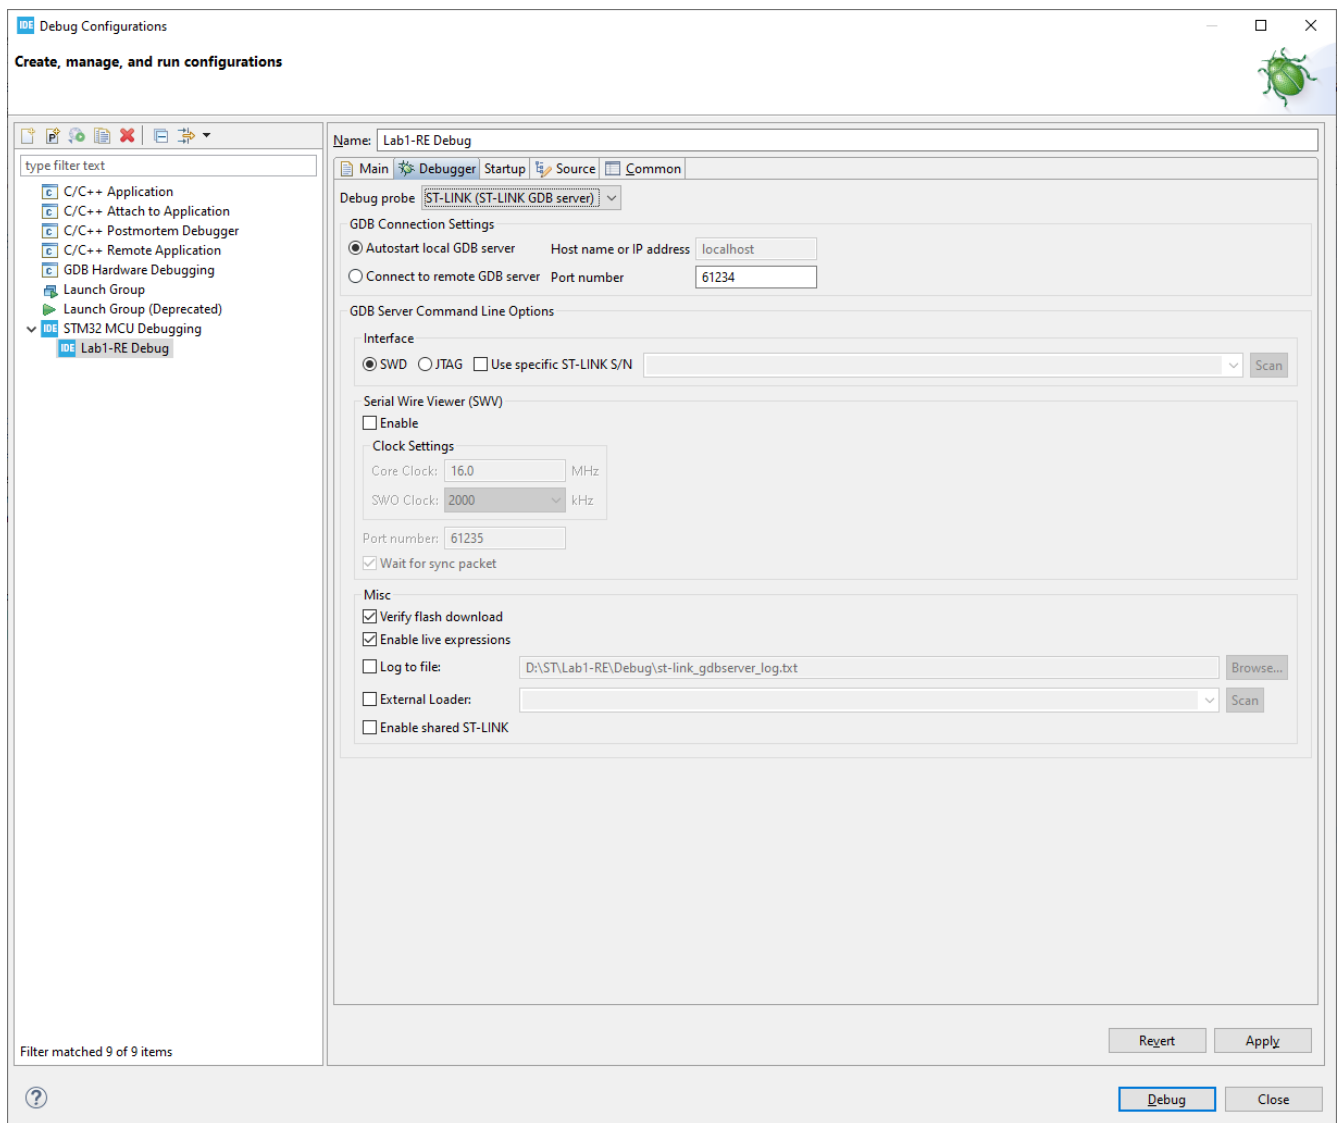 IDE Debug Configurations
Create, manage, and run configurations
type filter text
C/C++ Application
C/C++ Attach to Application
C/C++ Postmortem Debugger
C/C++ Remote Application
GDB Hardware Debugging
Launch Group
Launch Group (Deprecated)
IDE STM32 MCU Debugging
IDE Lab1-RE Debug
Filter matched 9 of 9 items
Name: Lab1-RE Debug
Main Debugger Startup Source Common
Debug probe ST-LINK (ST-LINK GDB server)
GDB Connection Settings
Autostart local GDB server Host name or IP address localhost
Connect to remote GDB server Port number 61234
GDB Server Command Line Options
Interface
SWD JTAG Use specific ST-LINK S/N Scan
Serial Wire Viewer (SWV)
Enable
Clock Settings
Core Clock: 16.0 MHz
SWO Clock: 2000 kHz
Port number: 61235
Wait for sync packet
Misc
Verify flash download
Enable live expressions
Log to file: D:\ST\Lab1-RE\Debug\st-link_gdbserver_log.txt Browse...
External Loader: Scan
Enable shared ST-LINK
Revert Apply
Debug Close